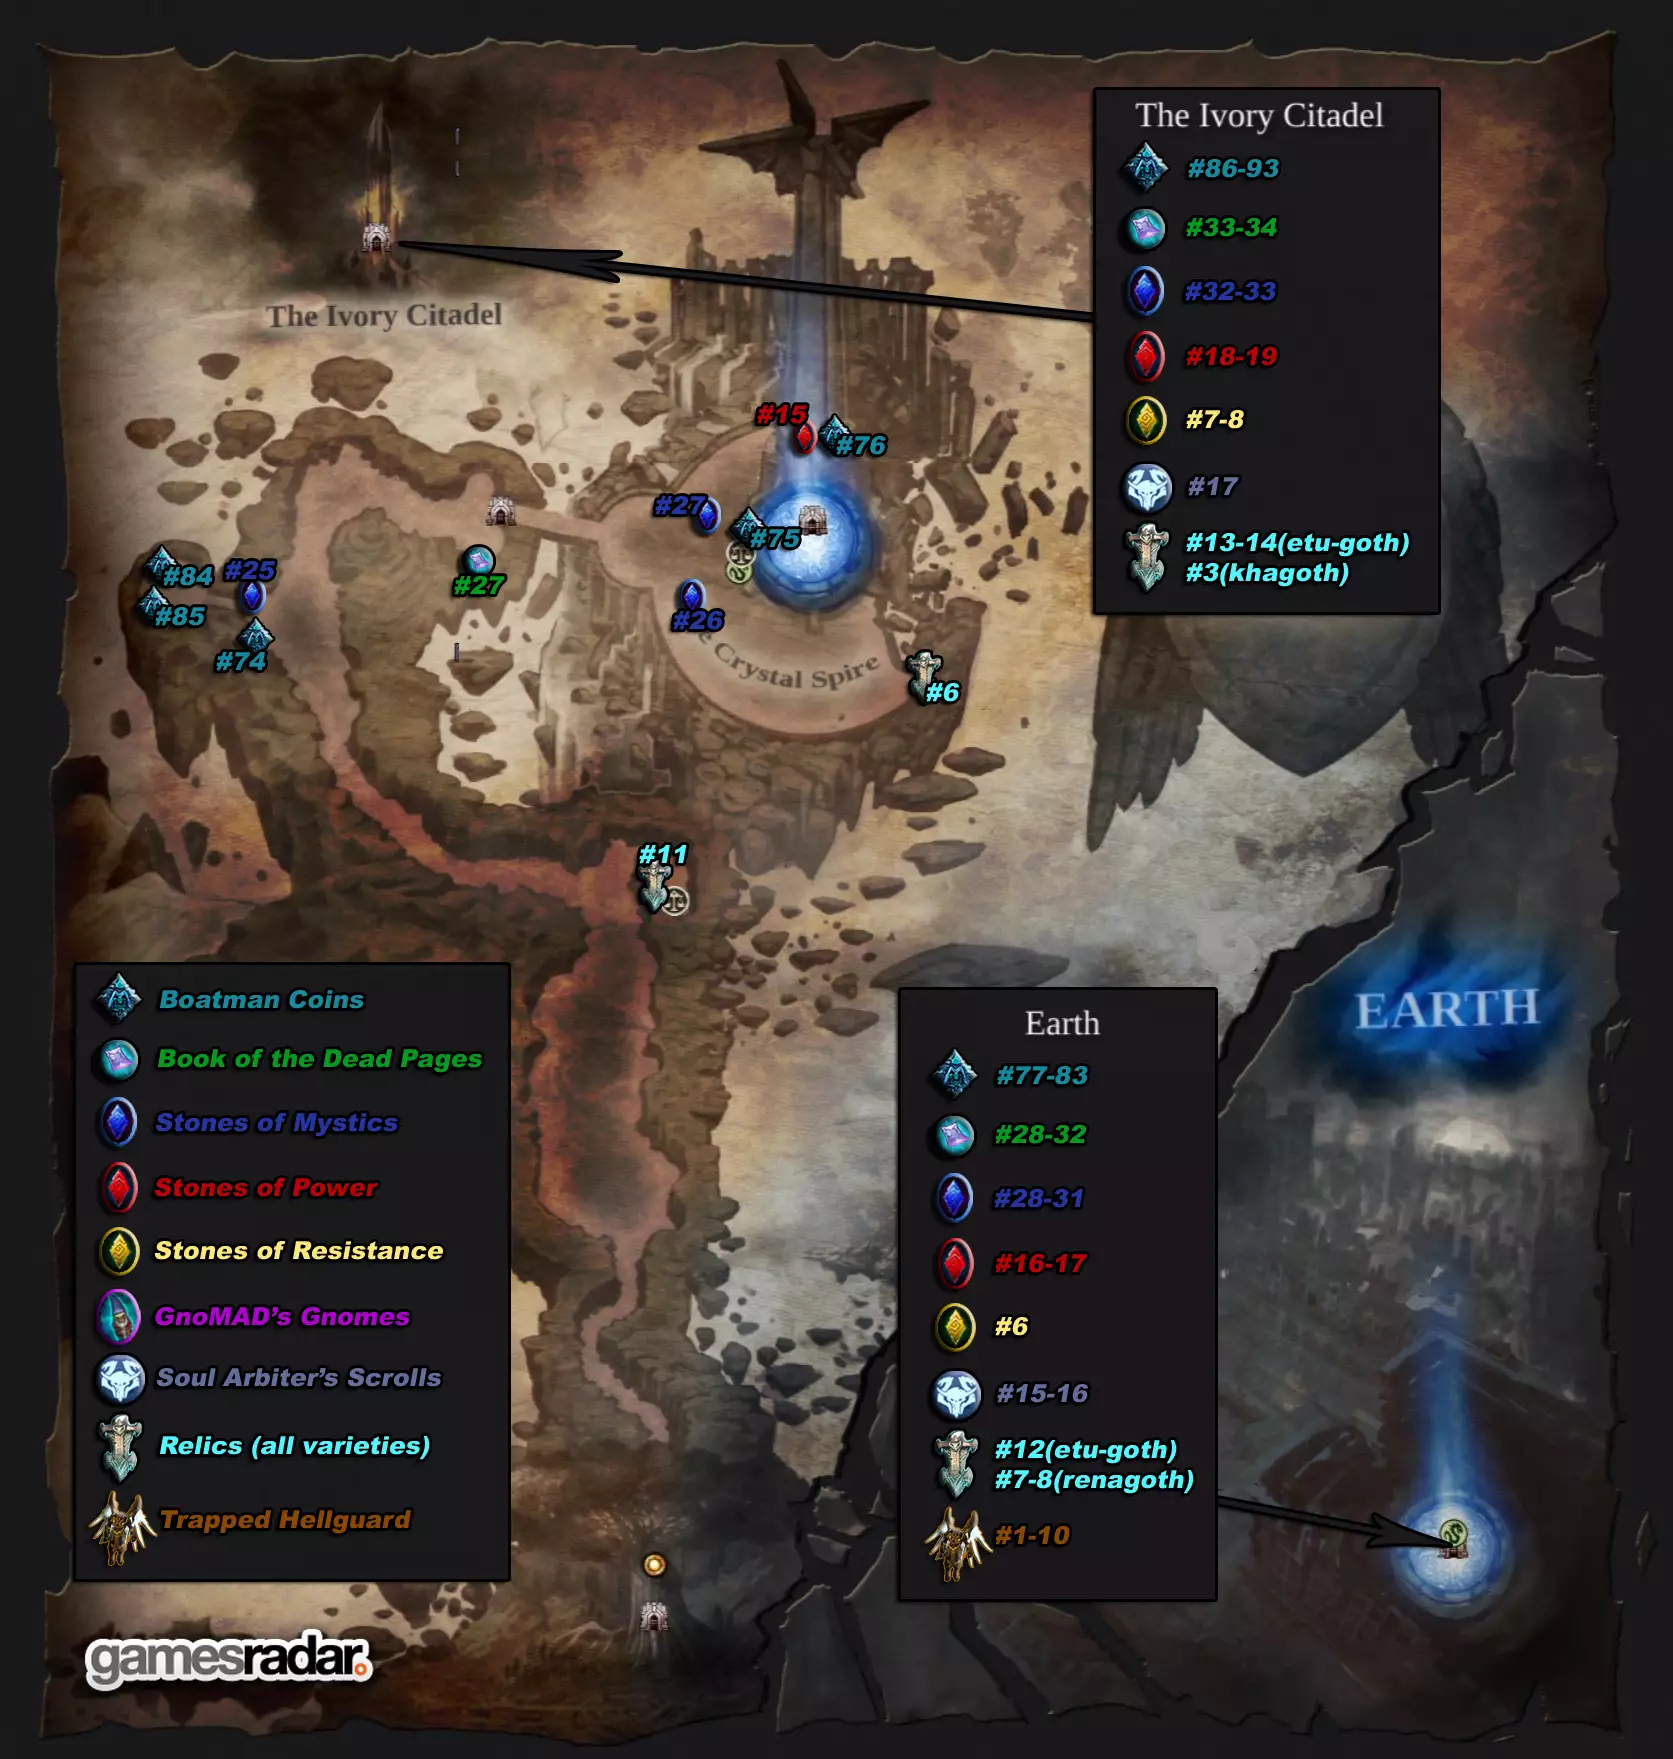 The Ivory Citadel
#86-93
#33-34
#32-33
#18-19
#7-8
#17
#13-14(etu-goth)
#3(khagoth)
The Ivory Citadel
#15
#76
#27
#75
#84
#25
#27
#85
#26
#74
Crystal Spire
#6
#11
EARTH
Boatman Coins
Book of the Dead Pages
Stones of Mystics
Stones of Power
Stones of Resistance
GnoMAD's Gnomes
Soul Arbiter's Scrolls
Relics (all varieties)
Trapped Hellguard
Earth
#77-83
#28-32
#28-31
#16-17
#6
#15-16
#12(etu-goth)
#7-8(renagoth)
#1-10
gamesradar.